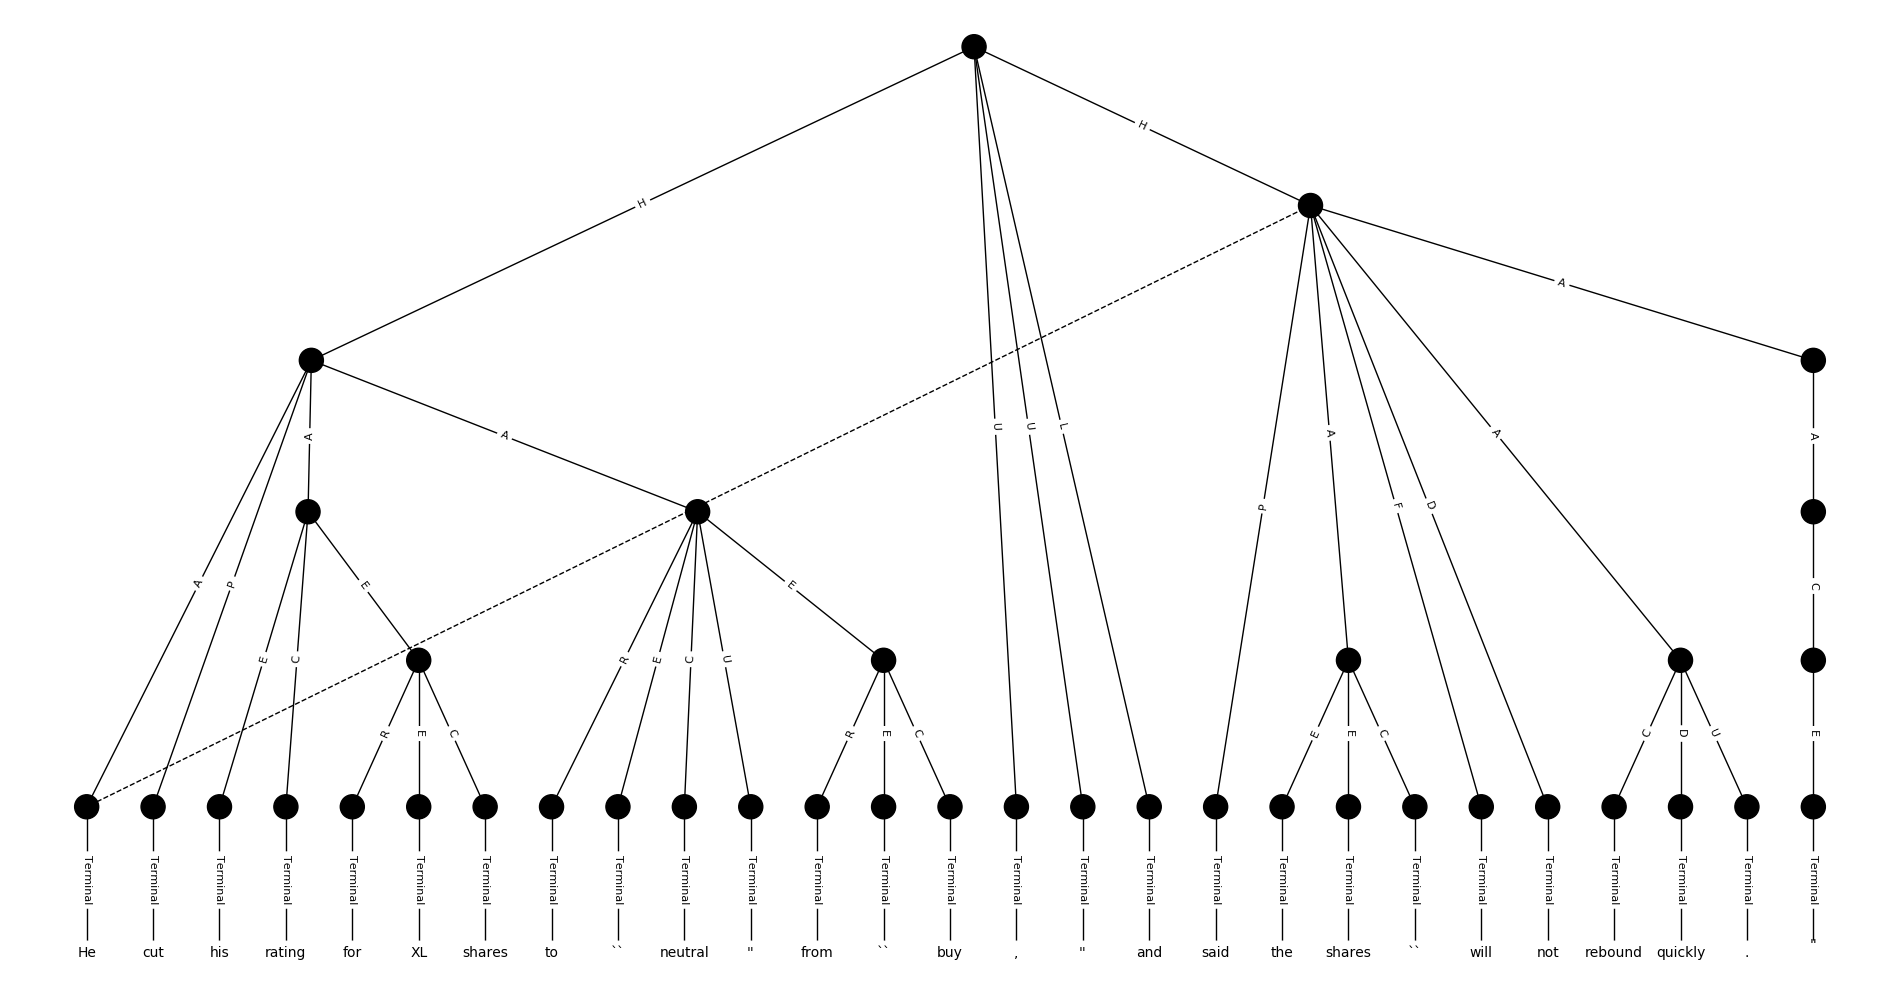 H
H
A
H
A
A
A
U
U
L
A
A
F
D
P
A
P
E
E
C
R
E
C
U
E
C
R
E
C
R
E
C
E
E
C
C
D
U
E
Terminal Terminal Terminal Terminal Terminal Terminal Terminal Terminal Terminal Terminal Terminal Terminal Terminal Terminal Terminal Terminal Terminal Terminal Terminal Terminal Terminal Terminal Terminal Terminal Terminal Terminal Terminal
He cut his rating for XL shares to `` neutral " from `` buy , " and said the shares `` will not rebound quickly . "